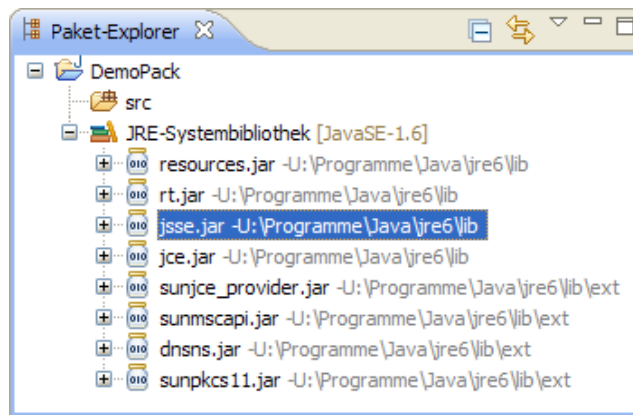 Paket-Explorer
DemoPack
src
JRE-Systembibliothek [JavaSE-1.6]
resources.jar -U:\Programme\Java\jre6\lib
rt.jar -U:\Programme\Java\jre6\lib
jsse.jar -U:\Programme\Java\jre6\lib
jce.jar -U:\Programme\Java\jre6\lib
sunjce_provider.jar -U:\Programme\Java\jre6\lib\ext
sunmscapi.jar -U:\Programme\Java\jre6\lib\ext
dnsns.jar -U:\Programme\Java\jre6\lib\ext
sunpkcs11.jar -U:\Programme\Java\jre6\lib\ext